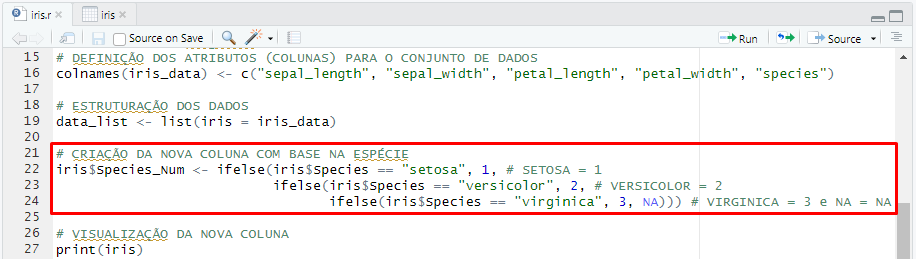 iris.r
iris
Source on Save
Run
Source
15 # DEFINIÇÃO DOS ATRIBUTOS (COLUNAS) PARA O CONJUNTO DE DADOS
16 colnames(iris_data) <- c("sepal_length", "sepal_width", "petal_length", "petal_width", "species")
17
18 # ESTRUTURAÇÃO DOS DADOS
19 data_list <- list(iris = iris_data)
20
21 # CRIAÇÃO DA NOVA COLUNA COM BASE NA ESPÉCIE
22 iris$Species_Num <- ifelse(iris$Species == "setosa", 1, # SETOSA = 1
23 ifelse(iris$Species == "versicolor", 2, # VERSICOLOR = 2
24 ifelse(iris$Species == "virginica", 3, NA))) # VIRGINICA = 3 e NA = NA
25
26 # VISUALIZAÇÃO DA NOVA COLUNA
27 print(iris)